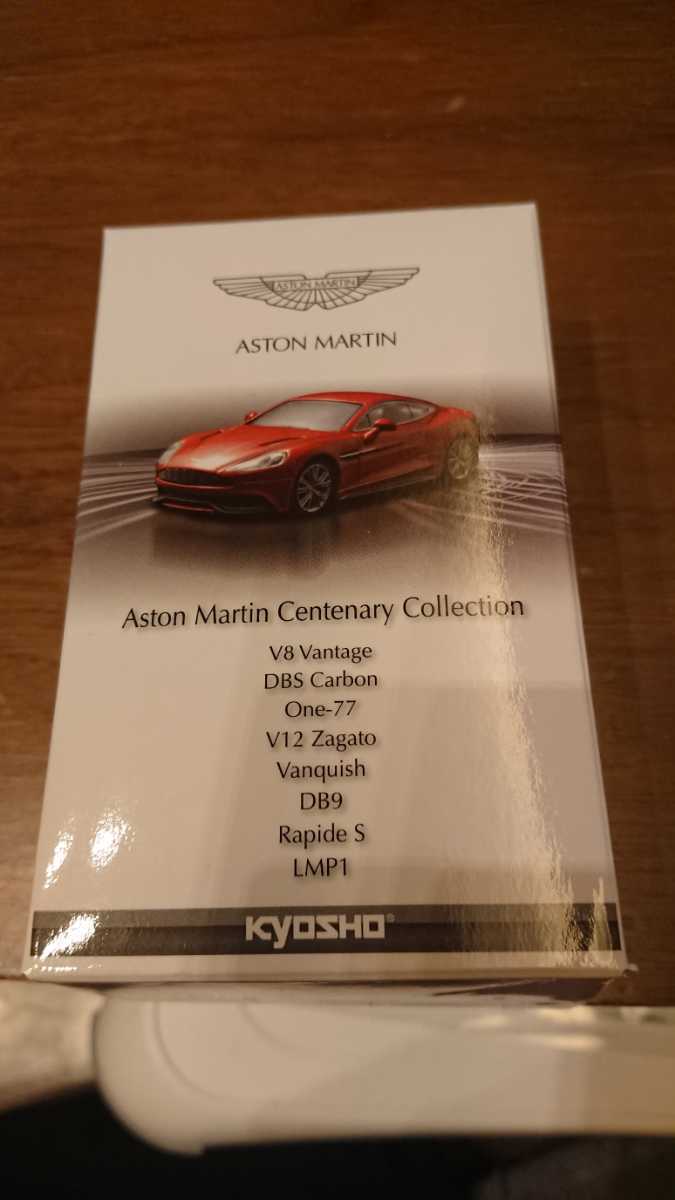 ASTON MARTIN
ASTON MARTIN
Aston Martin Centenary Collection
V8 Vantage
DBS Carbon
One-77
V12 Zagato
Vanquish
DB9
Rapide S
LMP1
KYOSHO®